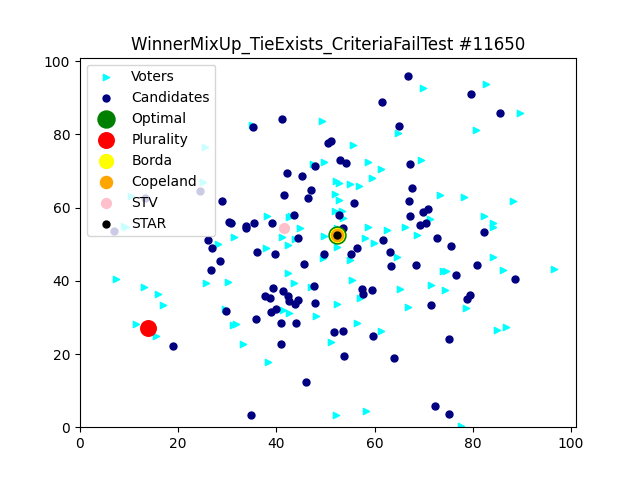 WinnerMixUp_TieExists_CriteriaFailTest #11650
100
80
60
40
20
0
0 20 40 60 80 100
Voters
Candidates
Optimal
Plurality
Borda
Copeland
STV
STAR